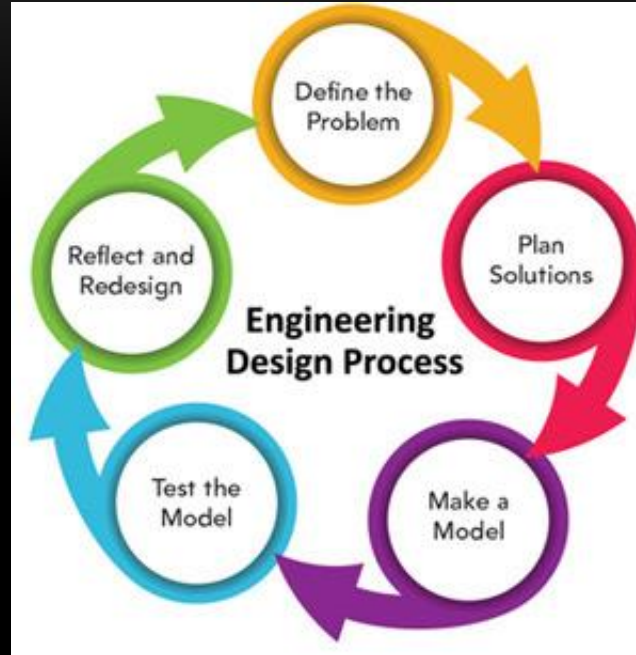 Define the
Problem
Plan
Solutions
Make a
Model
Test the
Model
Reflect and
Redesign
Engineering
Design Process